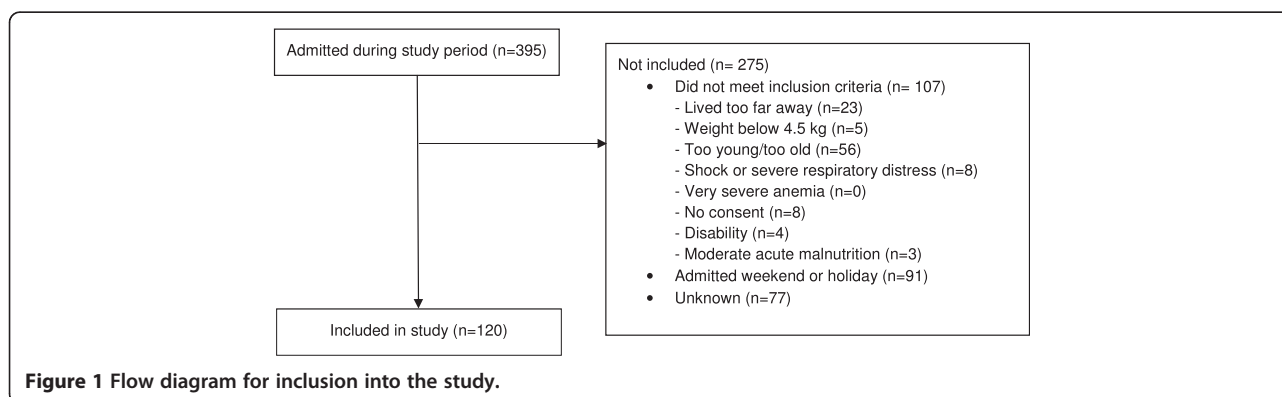 Admitted during study period (n=395)
Not included (n= 275)
• Did not meet inclusion criteria (n= 107)
- Lived too far away (n=23)
- Weight below 4.5 kg (n=5)
- Too young/too old (n=56)
- Shock or severe respiratory distress (n=8)
- Very severe anemia (n=0)
- No consent (n=8)
- Disability (n=4)
- Moderate acute malnutrition (n=3)
• Admitted weekend or holiday (n=91)
• Unknown (n=77)
Included in study (n=120)
Figure 1 Flow diagram for inclusion into the study.